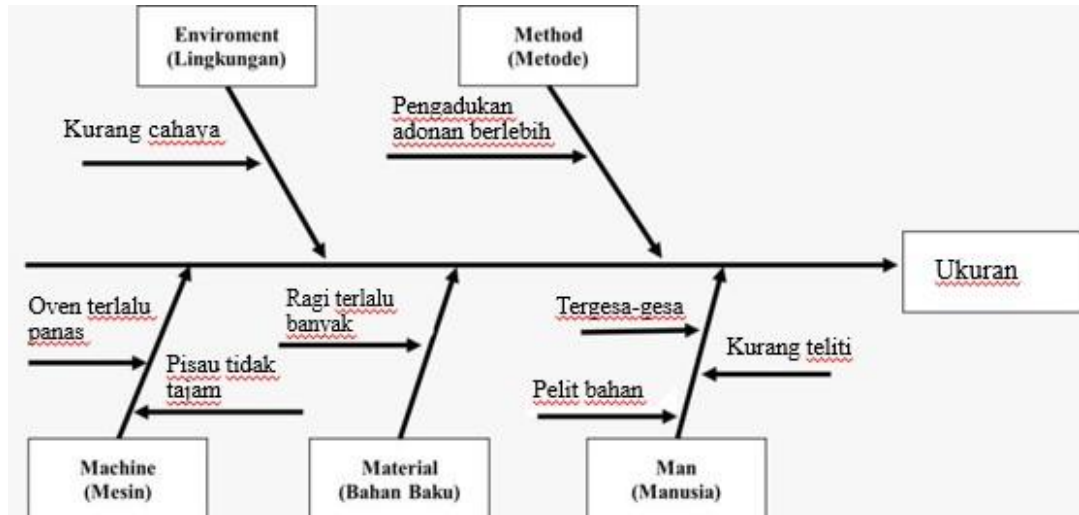 Enviroment
(Lingkungan)
Method
(Metode)
Kurang cahaya
Pengadukan
adonan berlebih
Ukuran
Oven terlalu
panas
Pisau tidak
tajam
Ragi terlalu
banyak
Tergesa-gesa
Kurang teliti
Pelit bahan
Machine
(Mesin)
Material
(Bahan Baku)
Man
(Manusia)